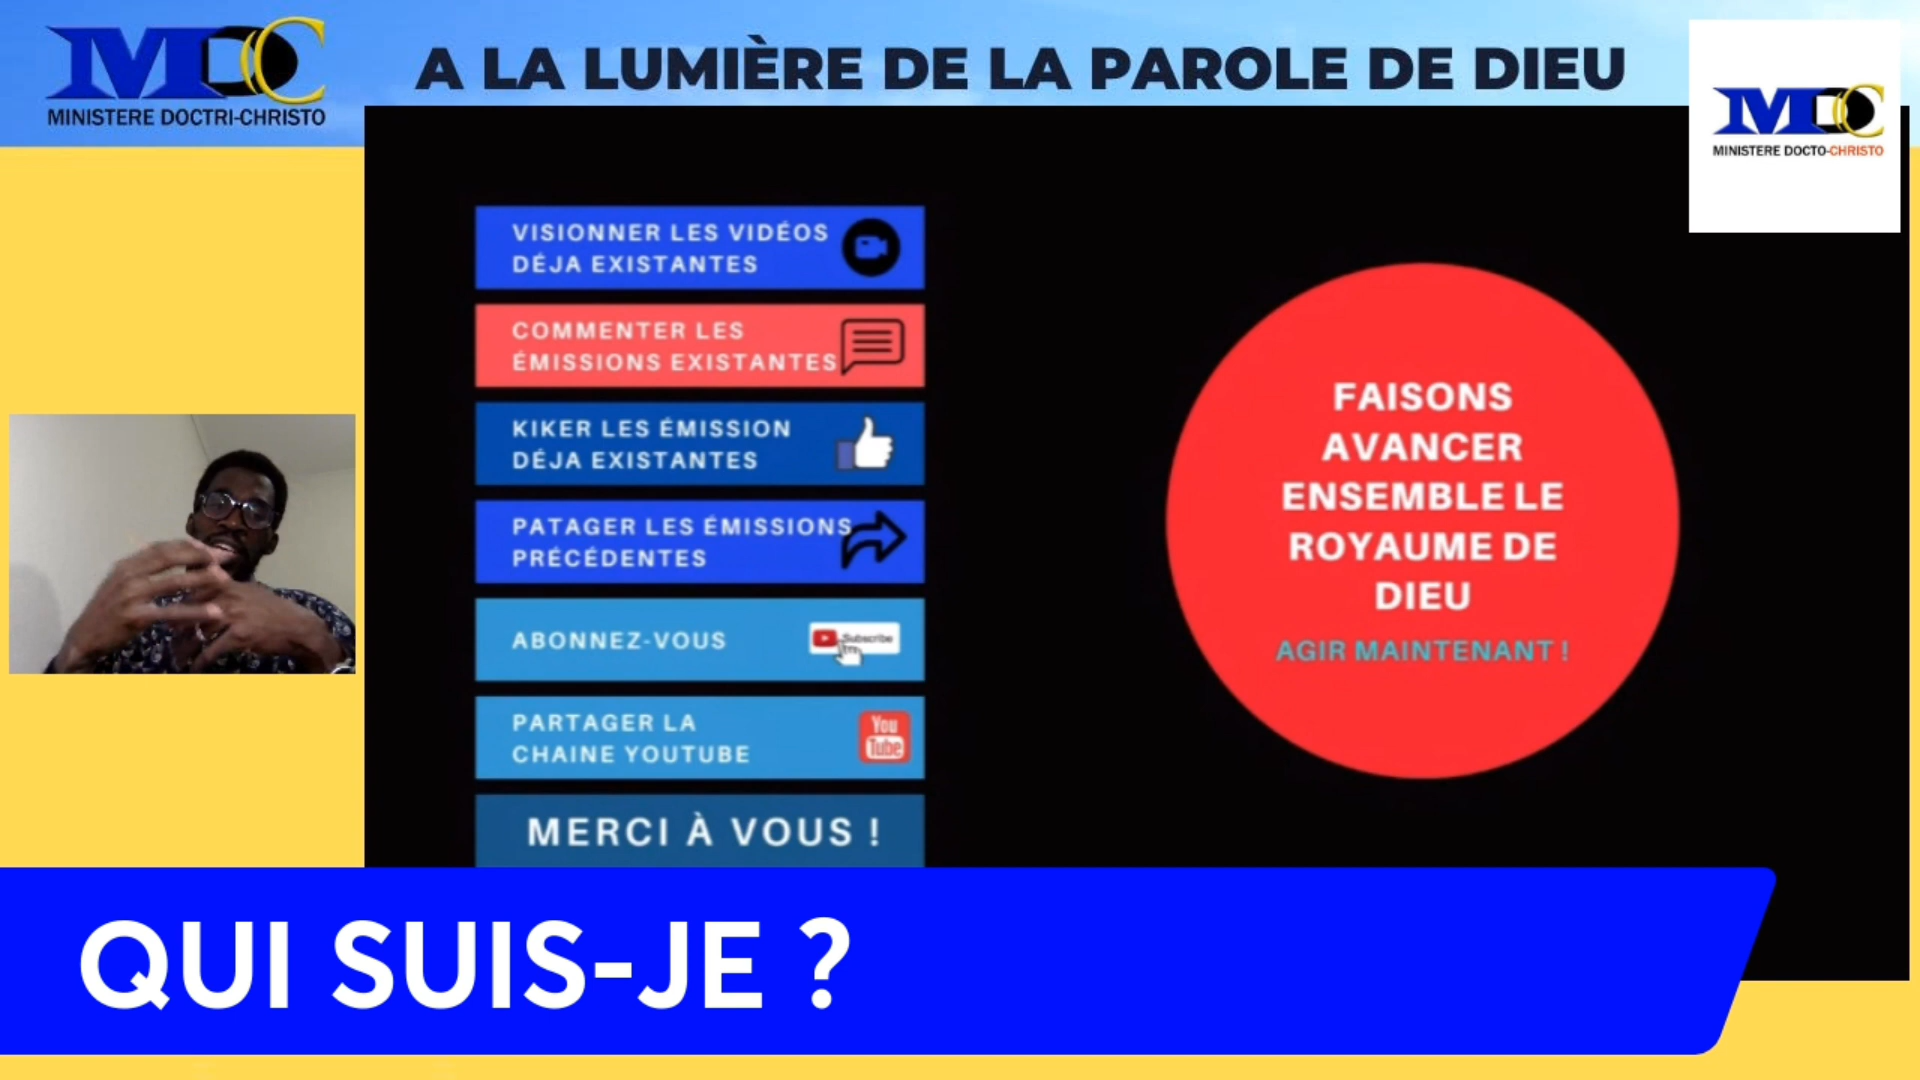 MDC
MINISTERE DOCTRI-CHRISTO
A LA LUMIÈRE DE LA PAROLE DE DIEU
MDC
MINISTERE DOCTO-CHRISTO
VISIONNER LES VIDÉOS
DÉJA EXISTANTES
COMMENTER LES
ÉMISSIONS EXISTANTES
KIKER LES ÉMISSION
DÉJA EXISTANTES
PATAGER LES ÉMISSIONS
PRÉCÉDENTES
ABONNEZ-VOUS
Subscribe
PARTAGER LA
CHAINE YOUTUBE
You
Tube
MERCI À VOUS !
FAISONS
AVANCER
ENSEMBLE LE
ROYAUME DE
DIEU
AGIR MAINTENANT !
QUI SUIS-JE ?